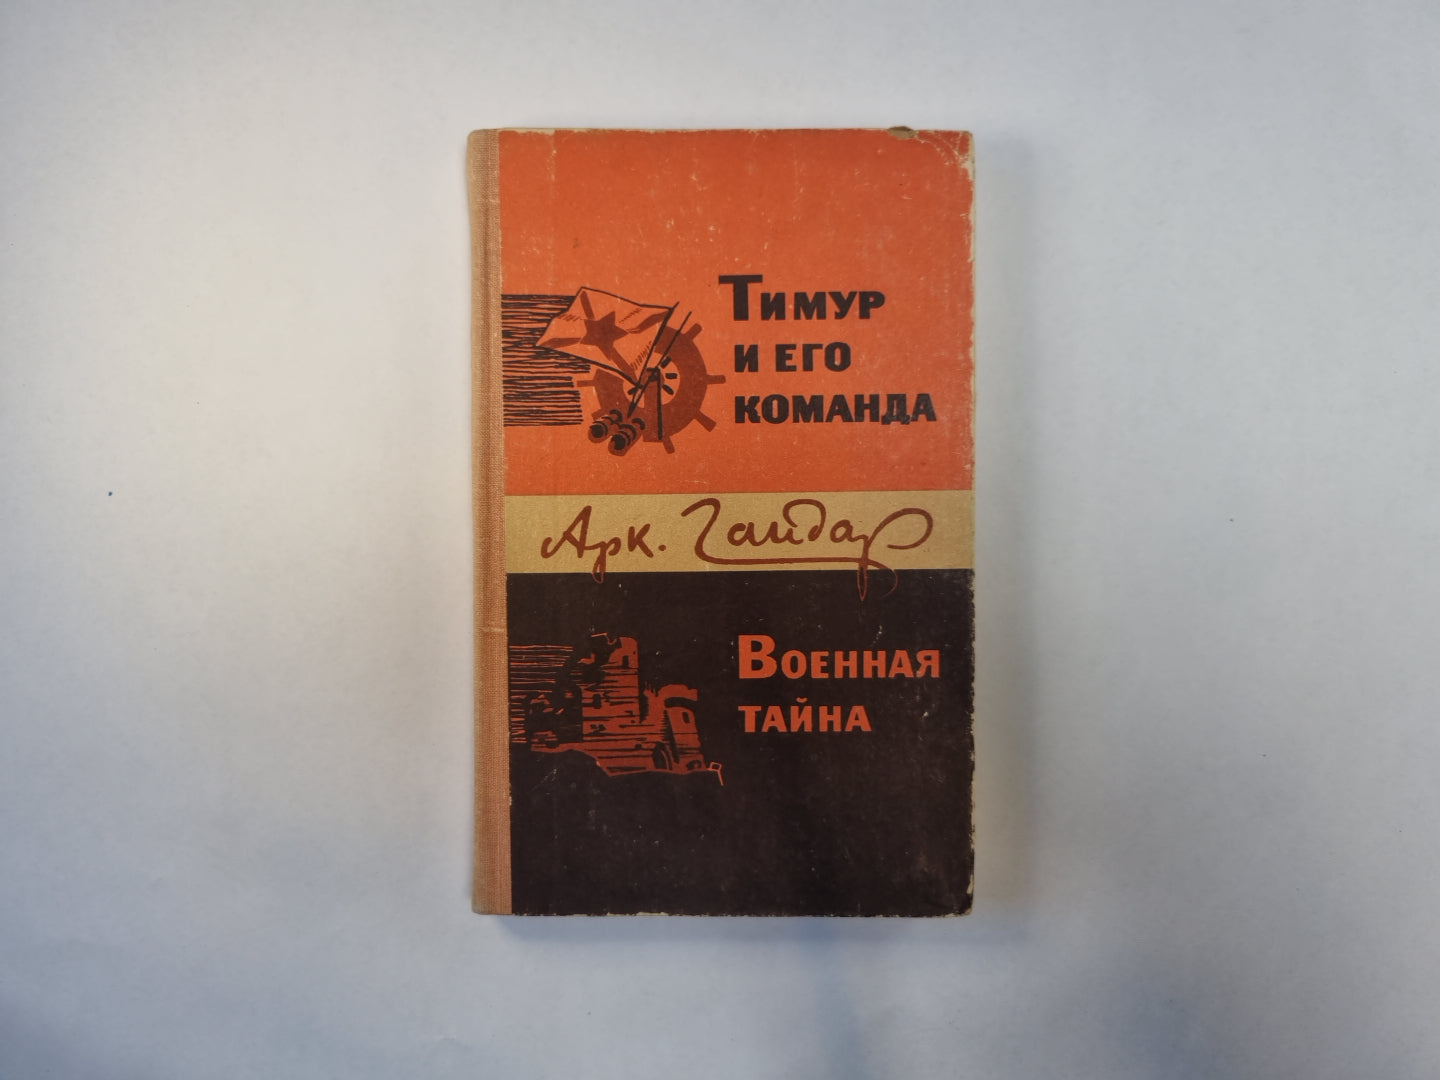 Тимур
и его
команда
Арк. Гайдар
Военная
тайна